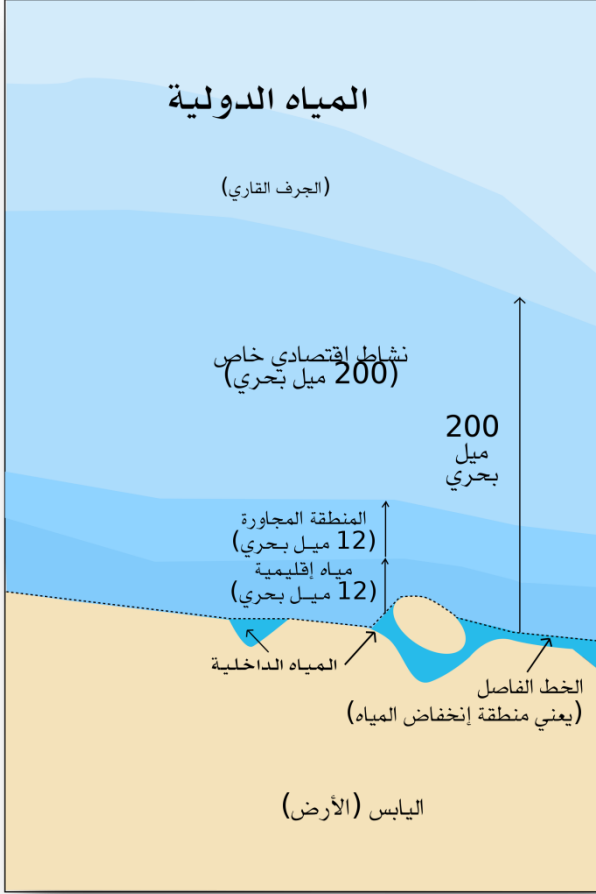 المياه الدولية
(الجرف القاري)
نشاط اقتصادي خاص
(200 ميل بحري)
200
ميل
بحري
المنطقة المجاورة
(12 ميل بحري)
مياه إقليمية
(12 ميل بحري)
المياه الداخلية
الخط الفاصل
(يعني منطقة إنخفاض المياه)
اليابس (الأرض)